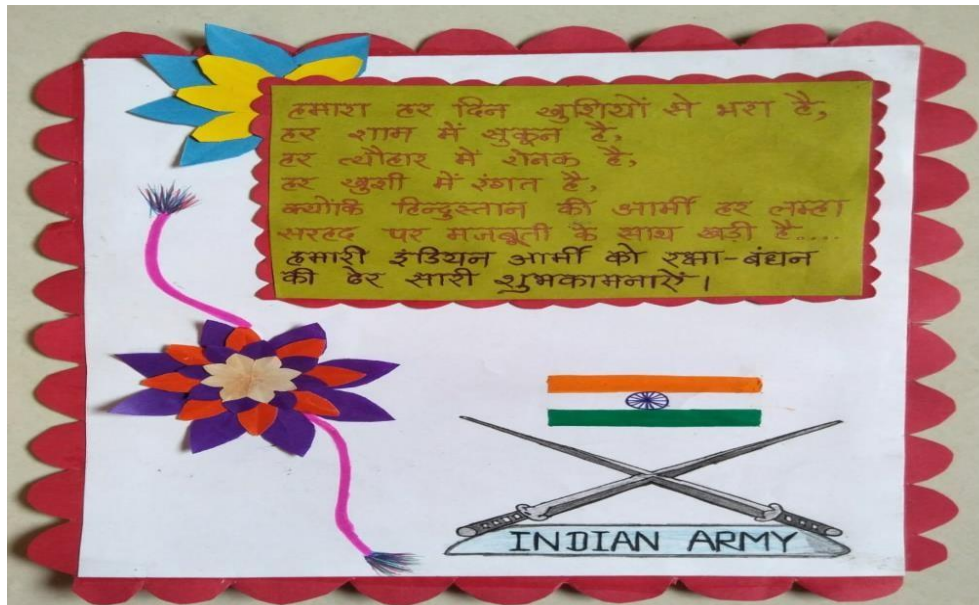 हमारा हर दिन खुशियों से भरा है,
हर शाम में सुकून है,
हर त्यौहार में रोनक है,
हर खुशी में रंगत है,
क्योंकि हिन्दुस्तान की आर्मी हर लम्हा
सरहद पर मजबूती के साथ खड़ी है.....
हमारी इंडियन आर्मी को रक्षा-बंधन
की ढेर सारी शुभकामनाऐं।
INDIAN ARMY